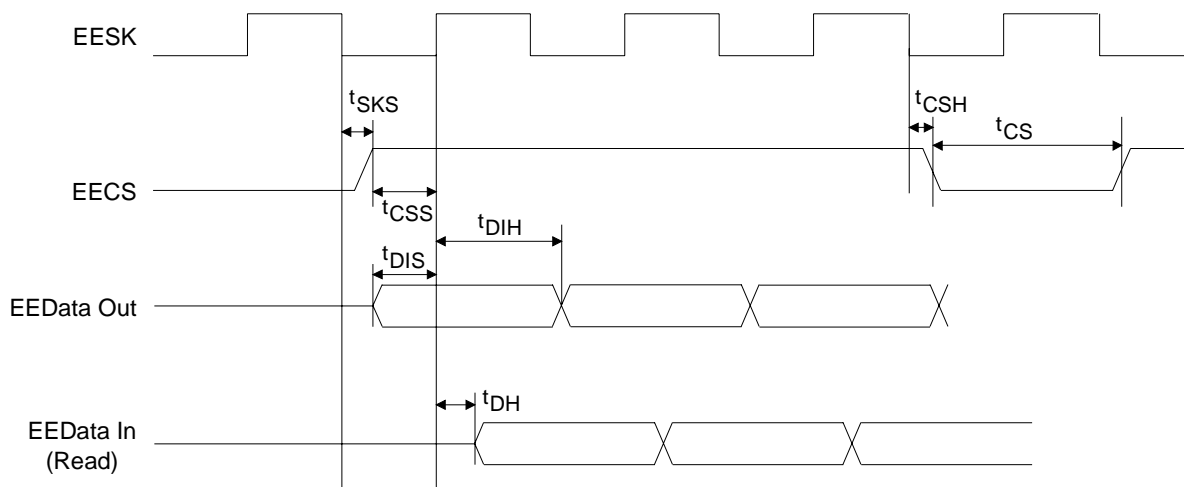 EESK
tSKS
tCSH
tCS
EECS
tCSS
tDIH
tDIS
EEData Out
tDH
EEData In
(Read)